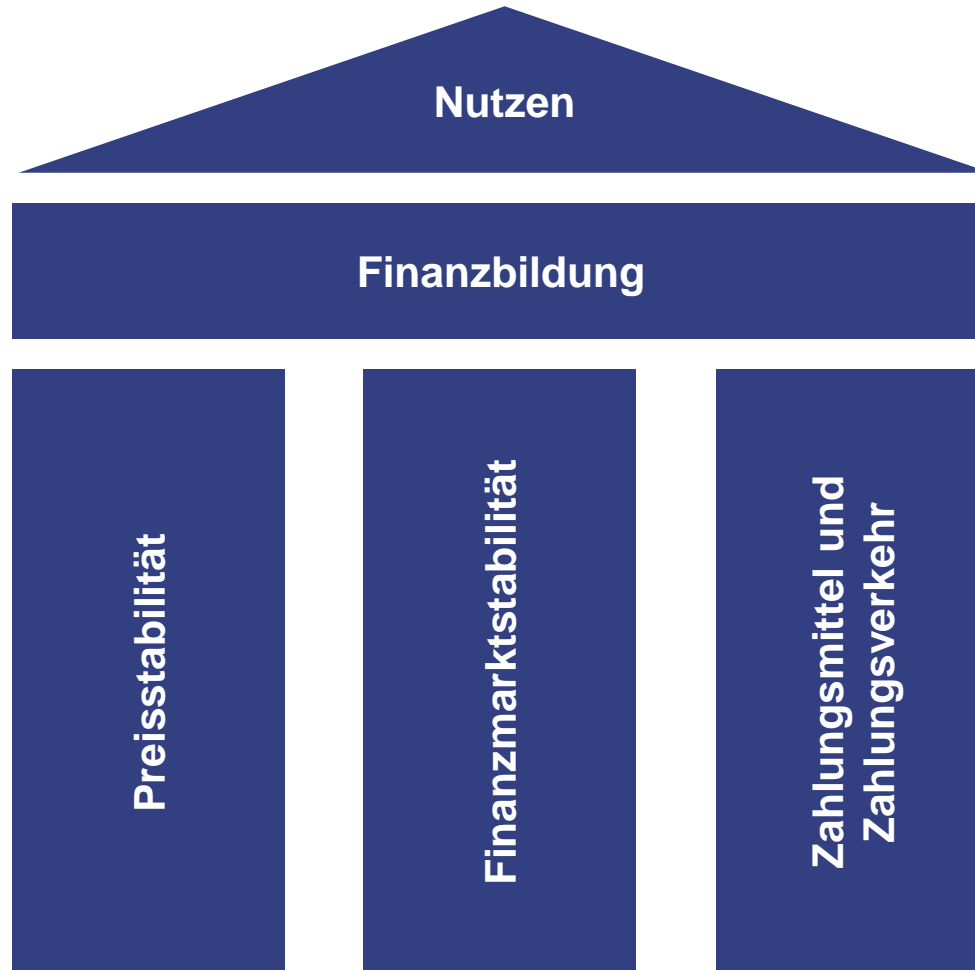 Nutzen
Finanzbildung
Preisstabilität
Finanzmarktstabilität
Zahlungsmittel und
Zahlungsverkehr